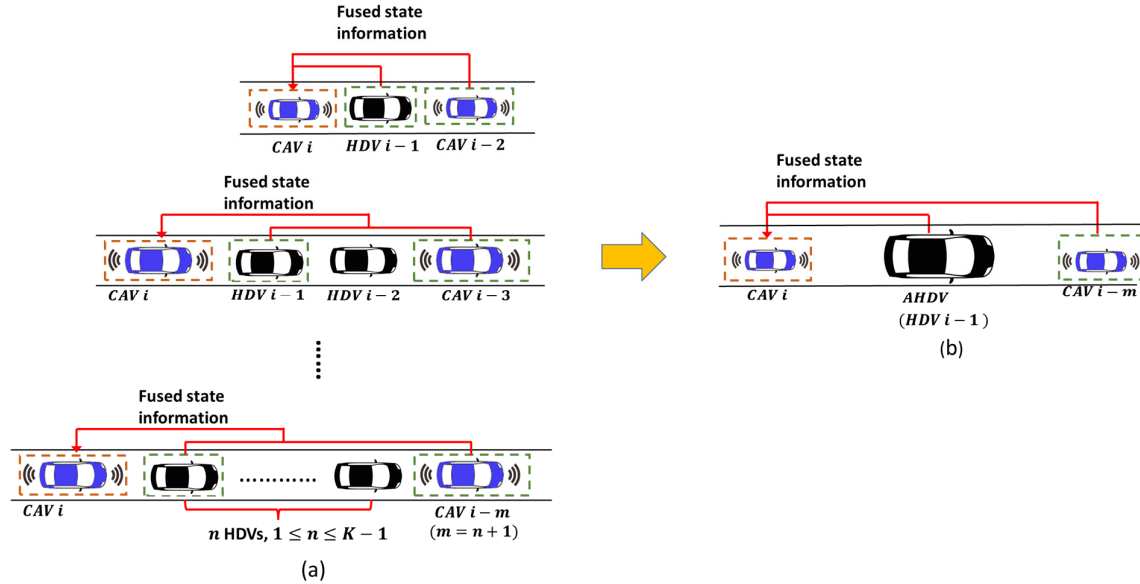 Fused state
information
CAV i
HDV i − 1
CAV i − 2
Fused state
information
CAV i
HDV i − 1
HDV i − 2
CAV i − 3
Fused state
information
CAV i
n HDVs, 1 ≤ n ≤ K − 1
CAV i − m
(m = n + 1)
(a)
Fused state
information
CAV i
AHDV
(HDV i − 1)
CAV i − m
(b)